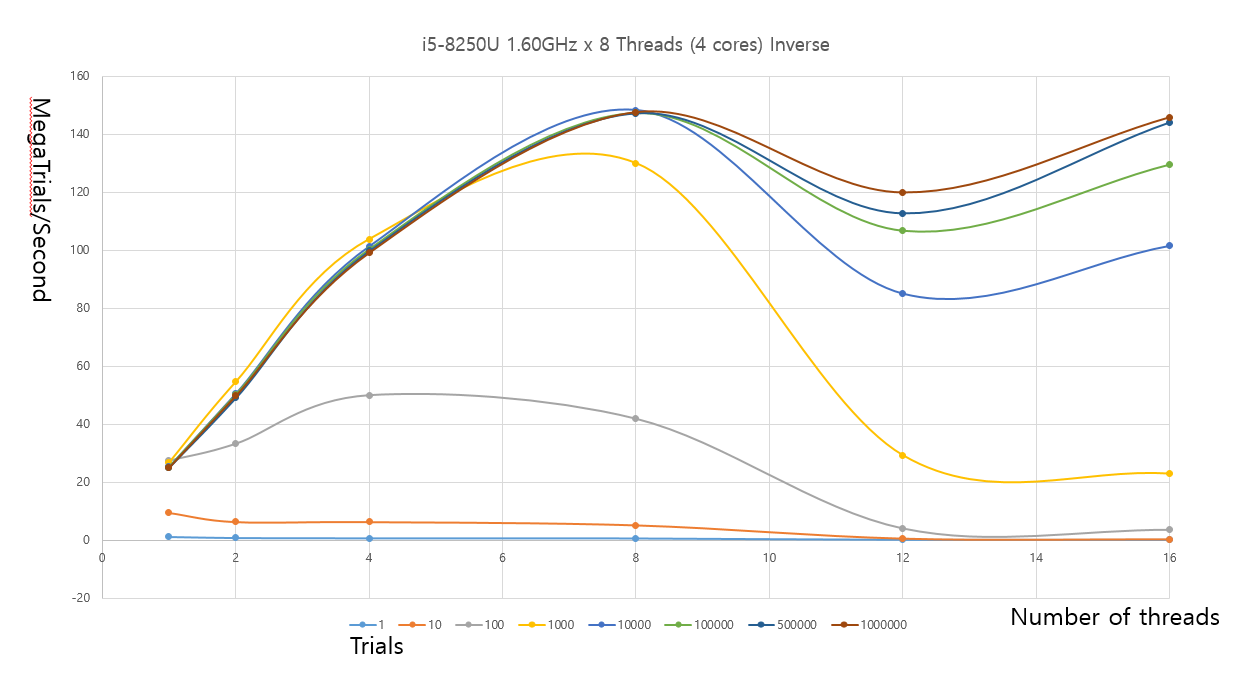 i5-8250U 1.60GHz x 8 Threads (4 cores) Inverse
MegaTrials/Second
160
140
120
100
80
60
40
20
0
-20
0 2 4 6 8 10 12 14 16
Number of threads
1 10 100 1000 10000 100000 500000 1000000
Trials